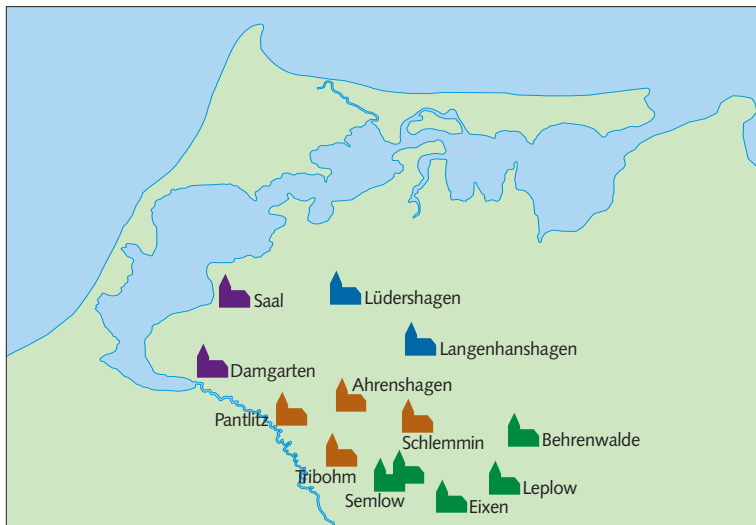 Saal
Lüdershagen
Langenhanshagen
Damgarten
Ahrenshagen
Pantlitz
Schlemmin
Behrenwalde
Tribohm
Semlow
Leplow
Eixen